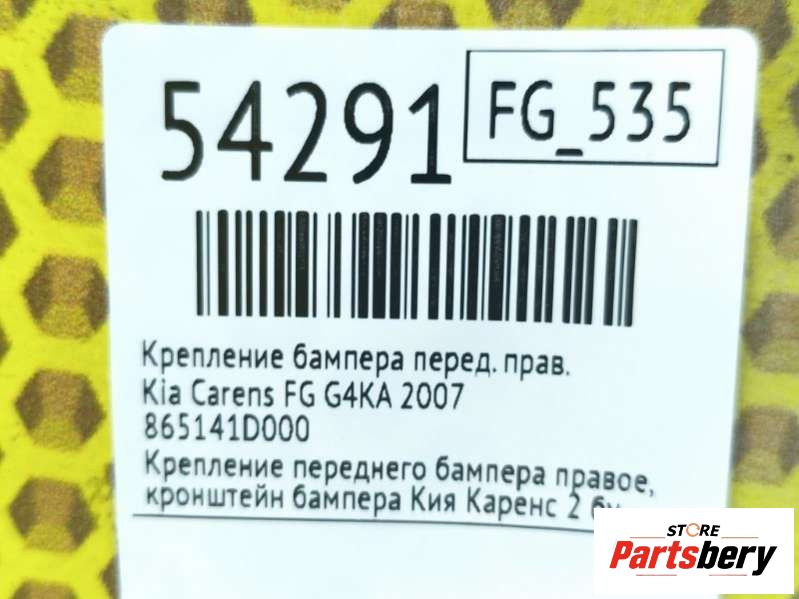 54291
FG_535
Крепление бампера перед. прав.
Kia Carens FG G4KA 2007
865141D000
Крепление переднего бампера правое,
кронштейн бампера Кия Каренс 2
STORE
Partsbery